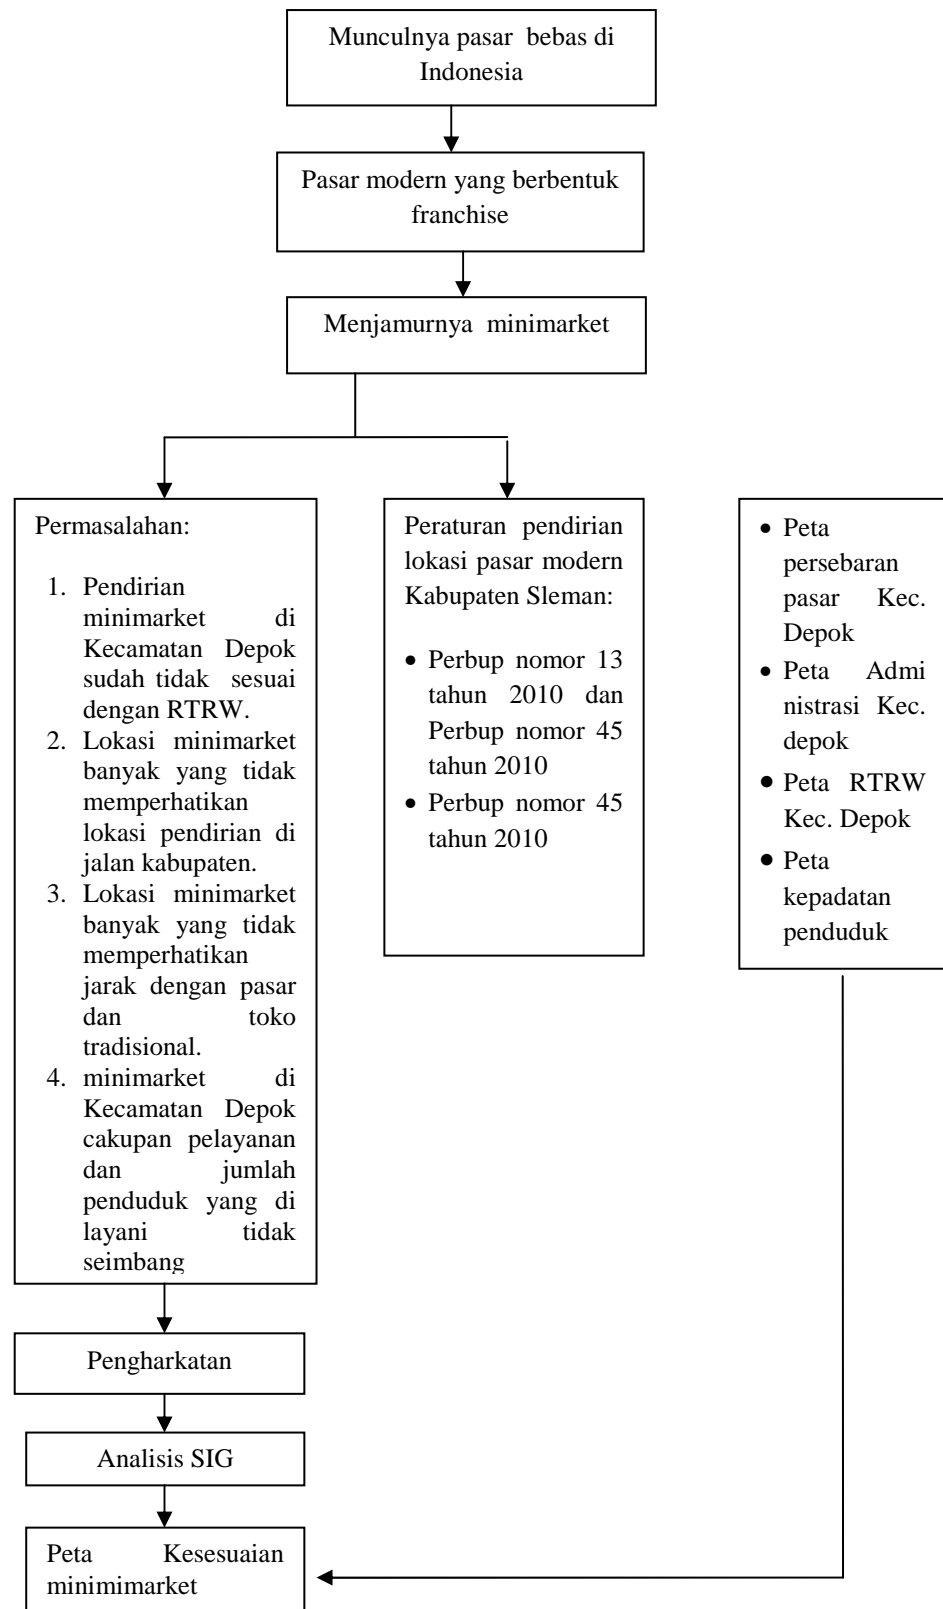 Munculnya pasar bebas di
Indonesia
Pasar modern yang berbentuk
franchise
Menjamurnya minimarket
Permasalahan:
1. Pendirian
minimarket di
Kecamatan Depok
sudah tidak sesuai
dengan RTRW.
2. Lokasi minimarket
banyak yang tidak
memperhatikan
lokasi pendirian di
jalan kabupaten.
3. Lokasi minimarket
banyak yang tidak
memperhatikan
jarak dengan pasar
dan toko
tradisional.
4. minimarket di
Kecamatan Depok
cakupan pelayanan
dan jumlah
penduduk yang di
layani tidak
seimbang
Peraturan pendirian
lokasi pasar modern
Kabupaten Sleman:
• Perbup nomor 13
tahun 2010 dan
Perbup nomor 45
tahun 2010
• Perbup nomor 45
tahun 2010
• Peta
persebaran
pasar Kec.
Depok
• Peta Admi
nistrasi Kec.
depok
• Peta RTRW
Kec. Depok
• Peta
kepadatan
penduduk
Pengharkatan
Analisis SIG
Peta Kesesuaian
minimimarket